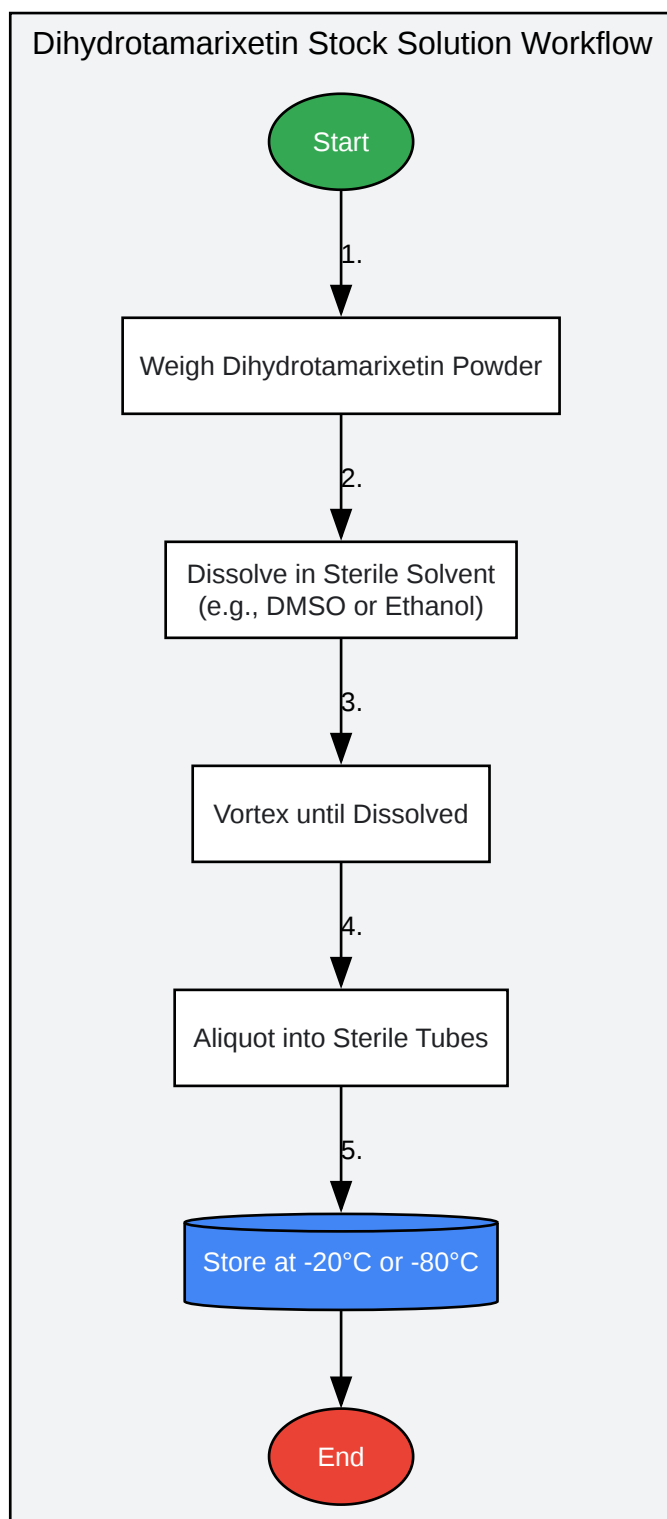 Dihydrotamarixetin Stock Solution Workflow
Start
1.
Weigh Dihydrotamarixetin Powder
2.
Dissolve in Sterile Solvent
(e.g., DMSO or Ethanol)
3.
Vortex until Dissolved
4.
Aliquot into Sterile Tubes
5.
Store at -20°C or -80°C
End